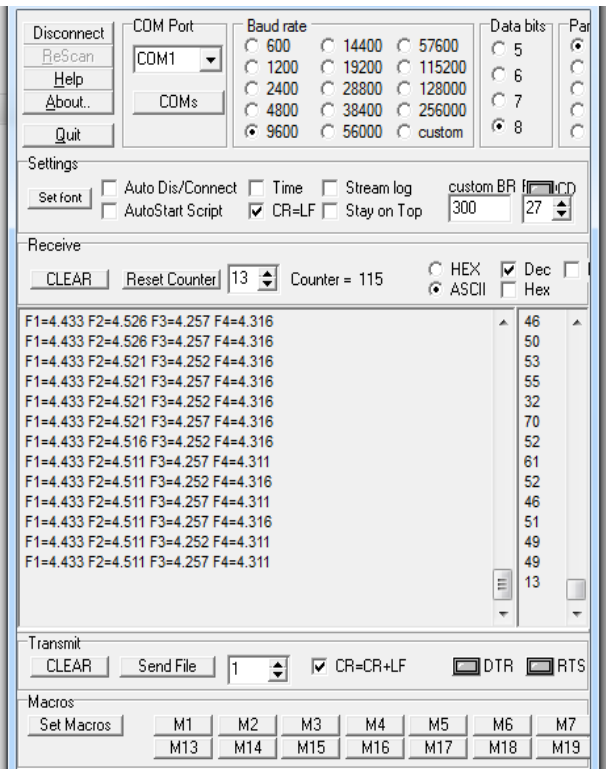 Disconnect
ReScan
Help
About..
Quit
COM Port
COM1
COMs
Baud rate
600 14400 57600
1200 19200 115200
2400 28800 128000
4800 38400 256000
9600 56000 custom
Data bits
5
6
7
8
Settings
Set font
Auto Dis/Connect Time Stream log
AutoStart Script CR=LF Stay on Top
custom BR
300
27
Receive
CLEAR Reset Counter 13 Counter = 115
HEX Dec
ASCII Hex
F1=4.433 F2=4.526 F3=4.257 F4=4.316
F1=4.433 F2=4.526 F3=4.257 F4=4.316
F1=4.433 F2=4.521 F3=4.252 F4=4.316
F1=4.433 F2=4.521 F3=4.252 F4=4.316
F1=4.433 F2=4.521 F3=4.257 F4=4.316
F1=4.433 F2=4.516 F3=4.252 F4=4.316
F1=4.433 F2=4.511 F3=4.257 F4=4.311
F1=4.433 F2=4.511 F3=4.252 F4=4.316
F1=4.433 F2=4.511 F3=4.257 F4=4.311
F1=4.433 F2=4.511 F3=4.257 F4=4.316
F1=4.433 F2=4.511 F3=4.252 F4=4.311
F1=4.433 F2=4.511 F3=4.257 F4=4.311
46
50
53
55
32
70
52
61
52
46
51
49
49
13
Transmit
CLEAR Send File 1 CR=CR+LF DTR RTS
Macros
Set Macros M1 M2 M3 M4 M5 M6 M7
M13 M14 M15 M16 M17 M18 M19